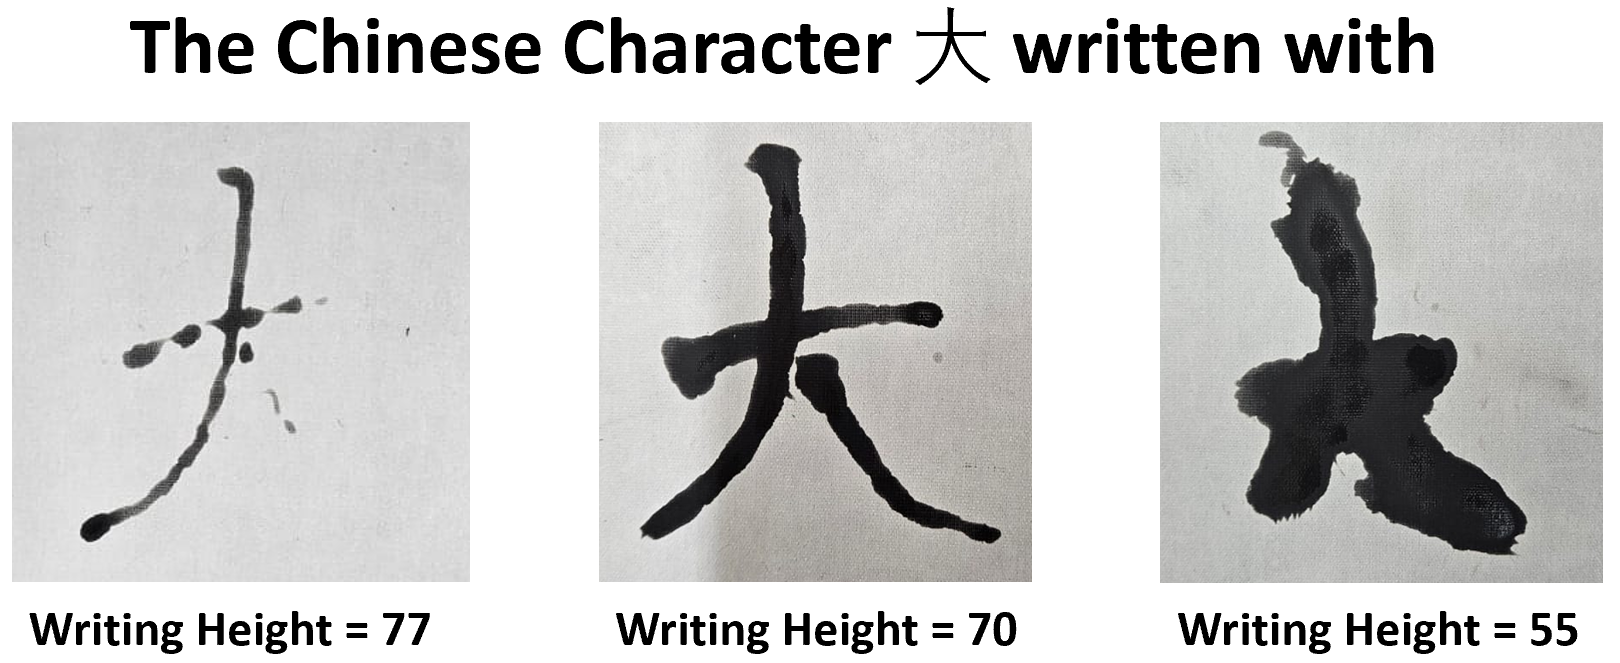 The Chinese Character 大 written with
大 大 大
Writing Height = 77 Writing Height = 70 Writing Height = 55